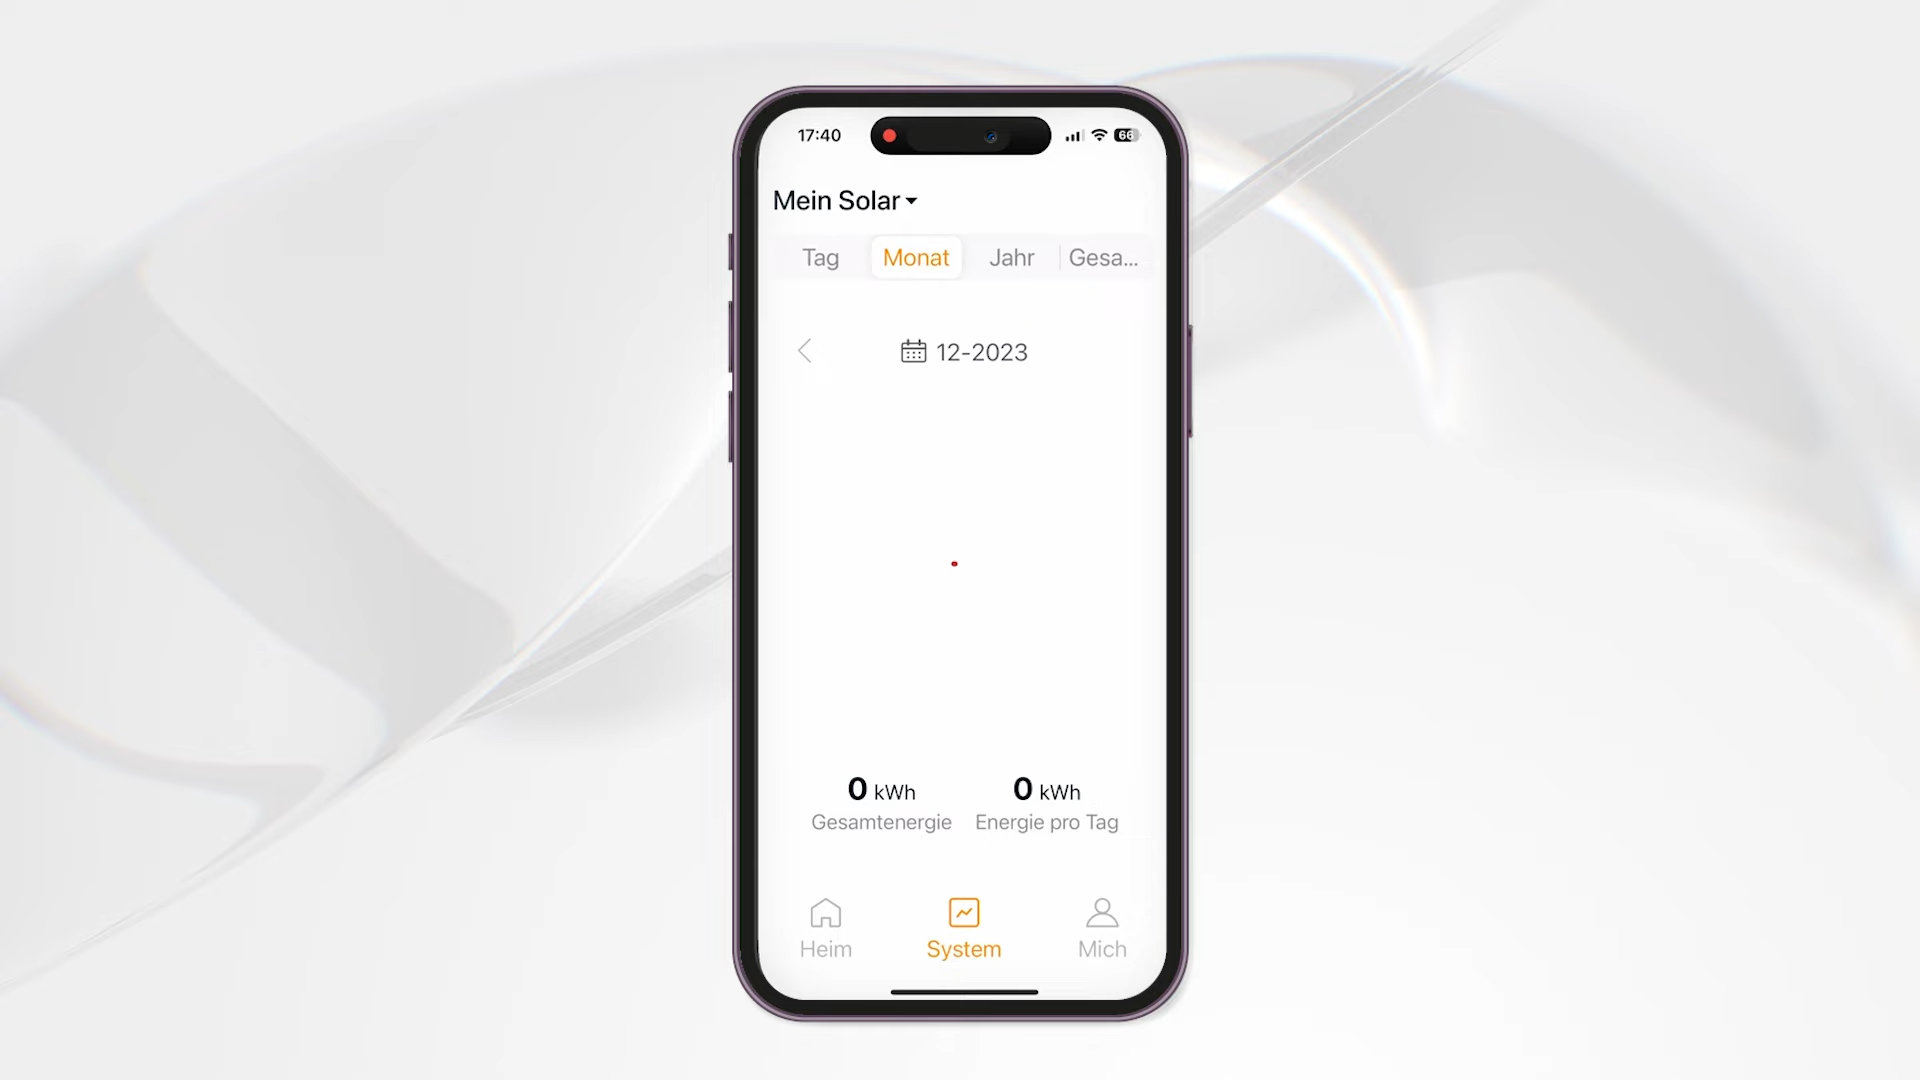 17:40
66
Mein Solar
Tag Monat Jahr Gesa...
12-2023
0 kWh 0 kWh
Gesamtenergie Energie pro Tag
Heim System Mich